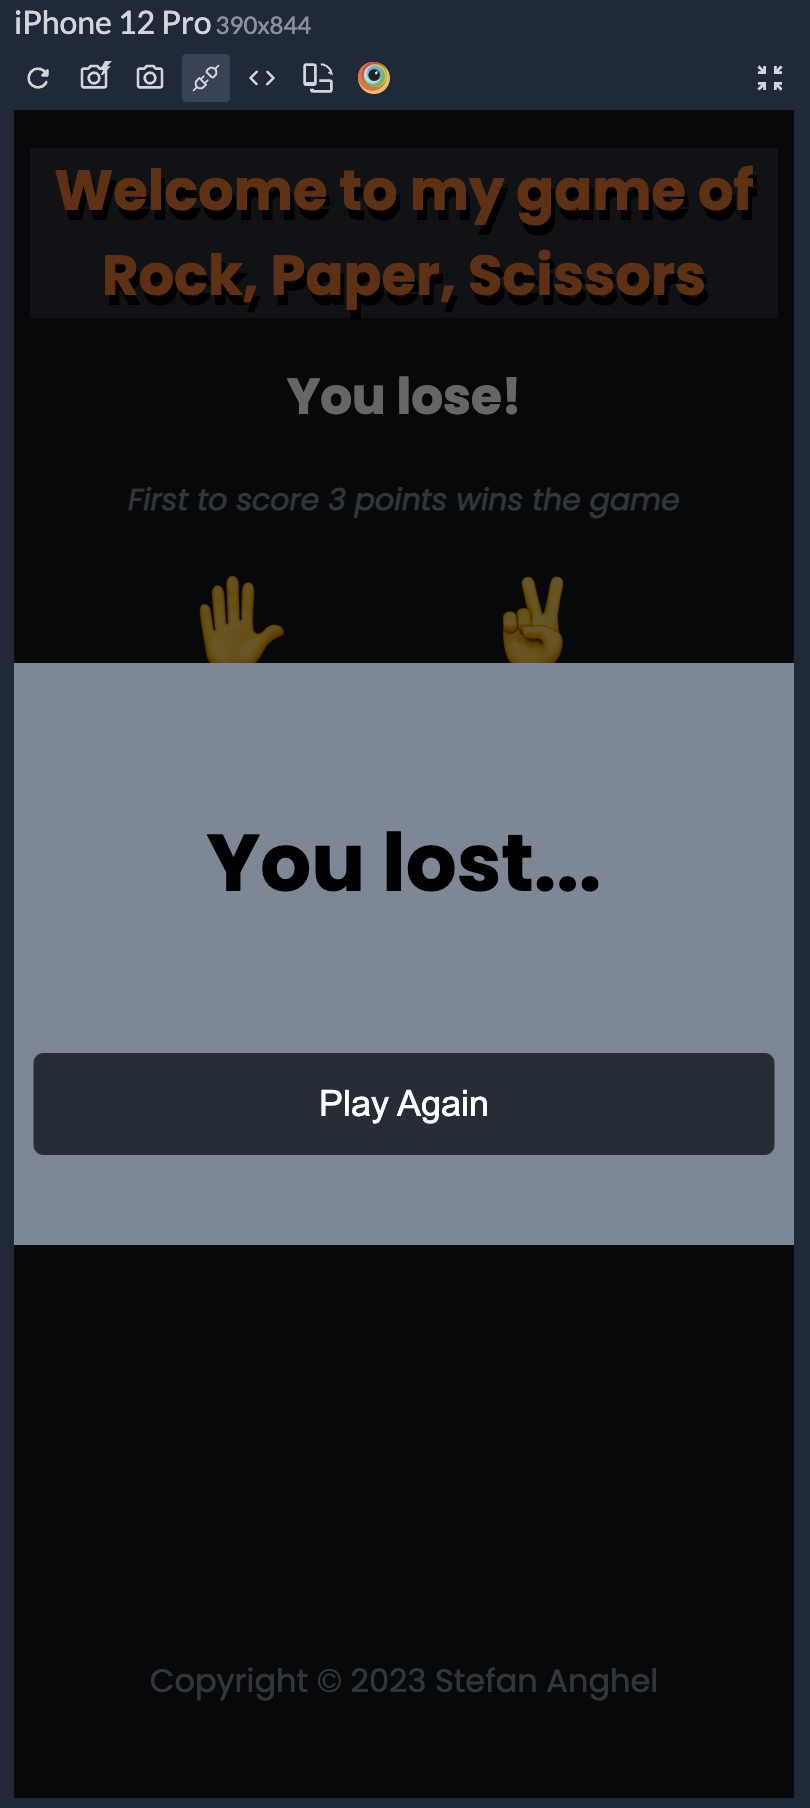 iPhone 12 Pro 390x844
Welcome to my game of
Rock, Paper, Scissors
You lose!
First to score 3 points wins the game
You lost...
Play Again
Copyright © 2023 Stefan Anghel